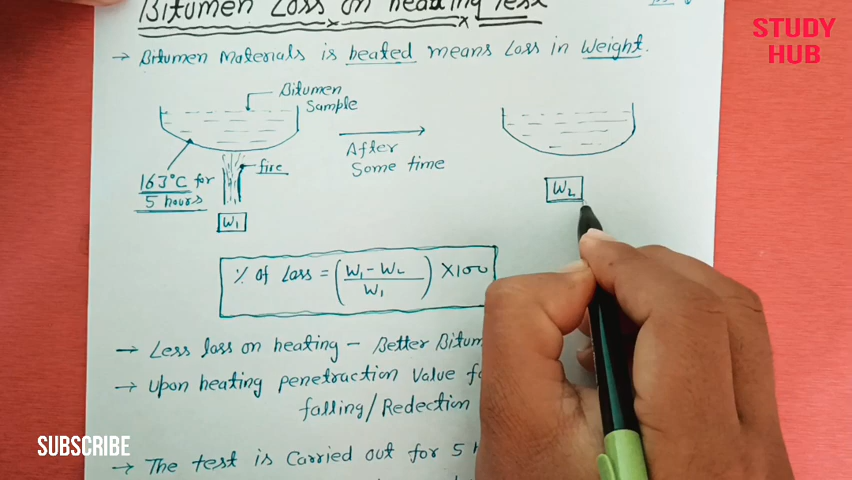 Bitumen Loss on heating Test
→ Bitumen Materials is heated means Loss in Weight.
STUDY
HUB
Bitumen
Sample
After
Some time
163°C for
5 hours
fire
W1
W2
% of Loss = (W1 - W2 / W1) × 100
→ Less loss on heating - Better Bitum
→ Upon heating penetraction Value fo
falling/Redection
→ The test is Carried out for 5 h
SUBSCRIBE